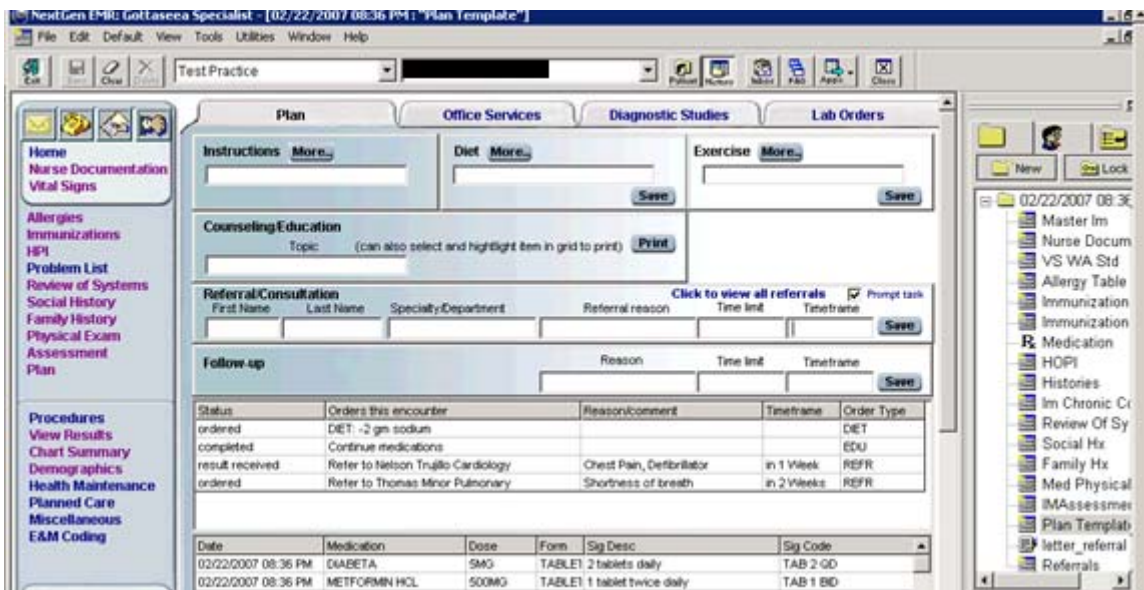 NextGen EMR: Gottaseea Specialist - [02/22/2007 08:36 PM : "Plan Template"]
File Edit Default View Tools Utilities Window Help
Exit Save Clear Delete Test Practice Patient History Inbox PAQ Apps Close
Plan Office Services Diagnostic Studies Lab Orders
Home
Nurse Documentation
Vital Signs
Allergies
Immunizations
HPI
Problem List
Review of Systems
Social History
Family History
Physical Exam
Assessment
Plan
Procedures
View Results
Chart Summary
Demographics
Health Maintenance
Planned Care
Miscellaneous
E&M Coding
Instructions More... Diet More... Exercise More...
Save Save
Counseling/Education
Topic (can also select and hightlight item in grid to print) Print
Referral/Consultation Click to view all referrals Prompt task
First Name Last Name Specialty/Department Referral reason Time limit Timeframe
Save
Follow-up Reason Time limit Timeframe
Save
Status Orders this encounter Reason/comment Timeframe Order Type
ordered DIET: -2 gm sodium DIET
completed Continue medications EDU
result received Refer to Nelson Trujillo Cardiology Chest Pain, Defibrillator in 1 Week REFR
ordered Refer to Thomas Minor Pulmonary Shortness of breath in 2 Weeks REFR
Date Medication Dose Form Sig Desc Sig Code
02/22/2007 08:36 PM DIABETA 5MG TABLET 2 tablets daily TAB 2 QD
02/22/2007 08:36 PM METFORMIN HCL 500MG TABLET 1 tablet twice daily TAB 1 BID
New Lock
02/22/2007 08:36
Master Im
Nurse Docum
VS WA Std
Allergy Table
Immunization
Immunization
Medication
HOPI
Histories
Im Chronic Co
Review Of Sy
Social Hx
Family Hx
Med Physical
IMAssessmen
Plan Templat
letter_referral
Referrals